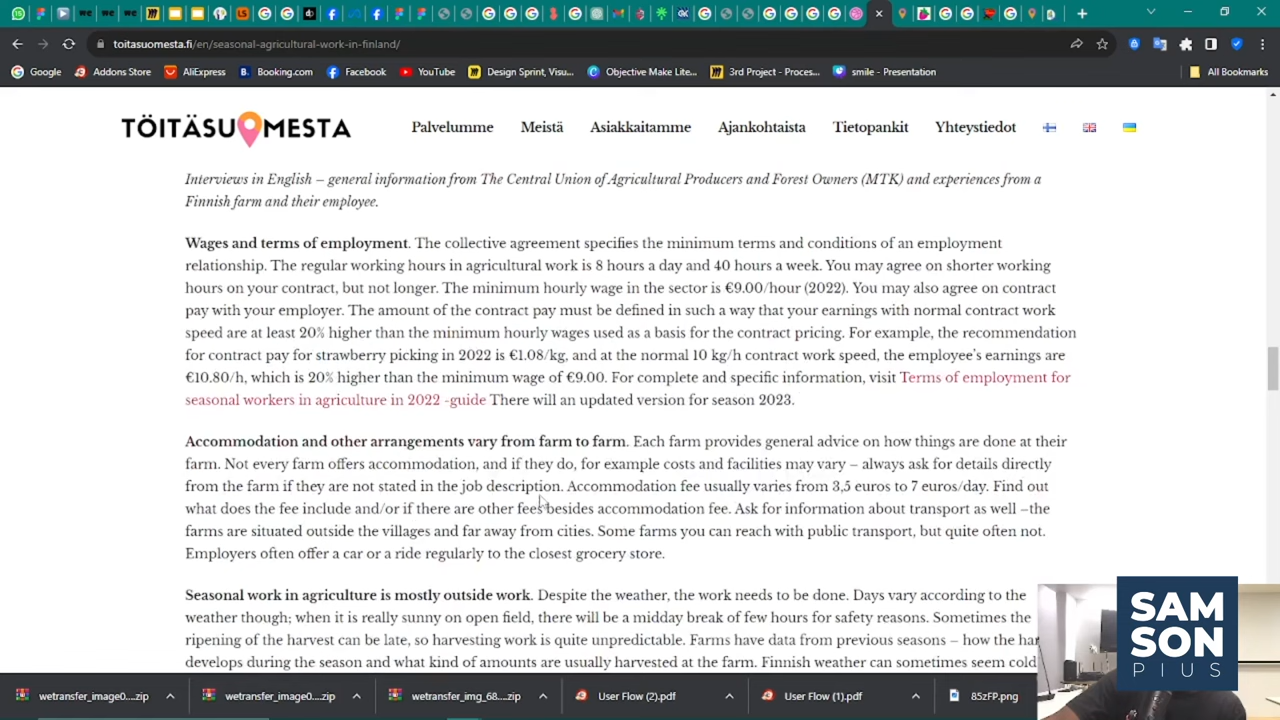 toitasuomesta.fi/en/seasonal-agricultural-work-in-finland/
Google Addons Store AliExpress Booking.com Facebook YouTube Design Sprint, Visu... Objective Make Lite... 3rd Project - Proces... smile - Presentation All Bookmarks
TÖITÄSUOMESTA Palvelumme Meistä Asiakkaitamme Ajankohtaista Tietopankit Yhteystiedot
Interviews in English – general information from The Central Union of Agricultural Producers and Forest Owners (MTK) and experiences from a
Finnish farm and their employee.
Wages and terms of employment. The collective agreement specifies the minimum terms and conditions of an employment
relationship. The regular working hours in agricultural work is 8 hours a day and 40 hours a week. You may agree on shorter working
hours on your contract, but not longer. The minimum hourly wage in the sector is €9.00/hour (2022). You may also agree on contract
pay with your employer. The amount of the contract pay must be defined in such a way that your earnings with normal contract work
speed are at least 20% higher than the minimum hourly wages used as a basis for the contract pricing. For example, the recommendation
for contract pay for strawberry picking in 2022 is €1.08/kg, and at the normal 10 kg/h contract work speed, the employee's earnings are
€10.80/h, which is 20% higher than the minimum wage of €9.00. For complete and specific information, visit Terms of employment for
seasonal workers in agriculture in 2022 -guide There will an updated version for season 2023.
Accommodation and other arrangements vary from farm to farm. Each farm provides general advice on how things are done at their
farm. Not every farm offers accommodation, and if they do, for example costs and facilities may vary – always ask for details directly
from the farm if they are not stated in the job description. Accommodation fee usually varies from 3,5 euros to 7 euros/day. Find out
what does the fee include and/or if there are other fees besides accommodation fee. Ask for information about transport as well –the
farms are situated outside the villages and far away from cities. Some farms you can reach with public transport, but quite often not.
Employers often offer a car or a ride regularly to the closest grocery store.
Seasonal work in agriculture is mostly outside work. Despite the weather, the work needs to be done. Days vary according to the
weather though; when it is really sunny on open field, there will be a midday break of few hours for safety reasons. Sometimes the
ripening of the harvest can be late, so harvesting work is quite unpredictable. Farms have data from previous seasons – how the har
develops during the season and what kind of amounts are usually harvested at the farm. Finnish weather can sometimes seem cold
SAM
SON
PIUS
wetransfer_image0....zip wetransfer_image0....zip wetransfer_img_68....zip User Flow (2).pdf User Flow (1).pdf 85zFP.png